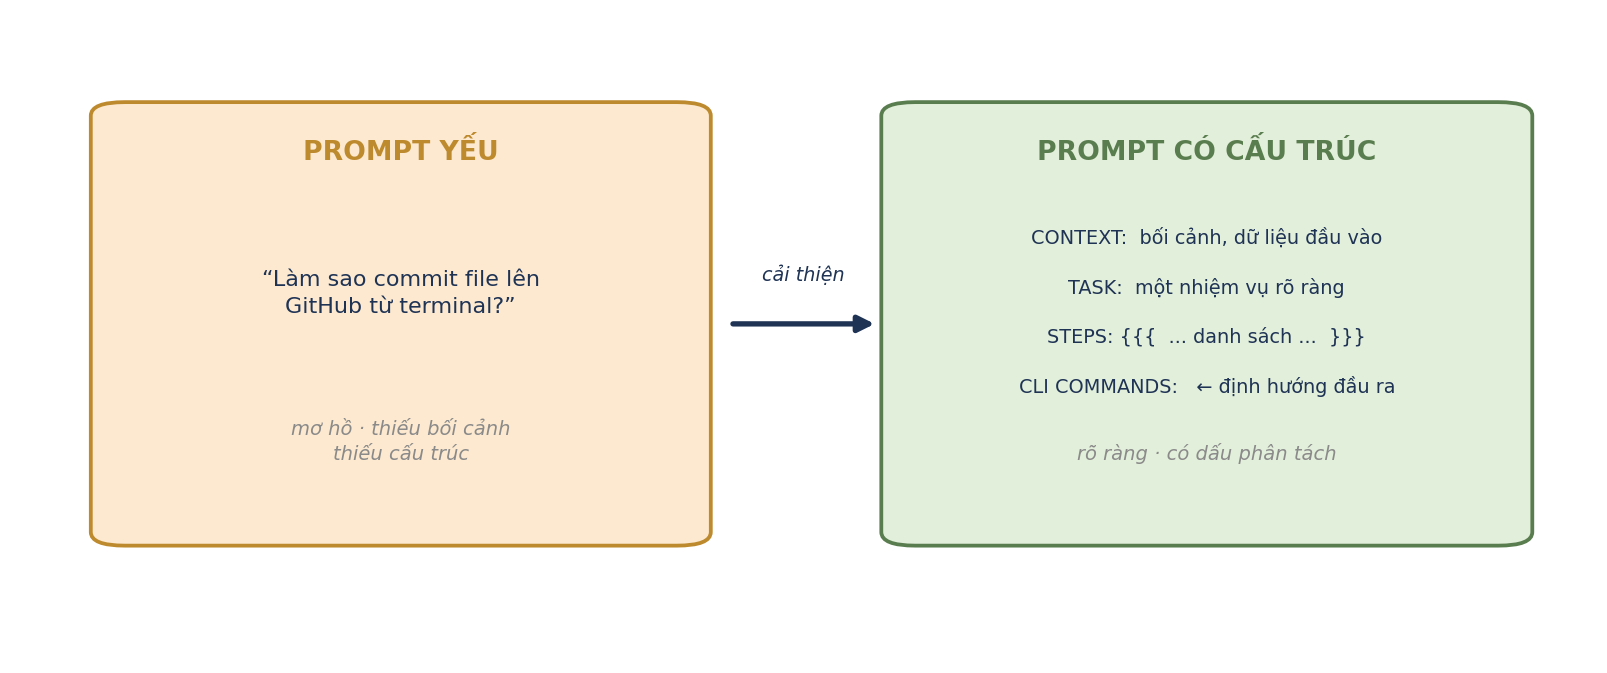 PROMPT YẾU
“Làm sao commit file lên
GitHub từ terminal?”
mơ hồ · thiếu bối cảnh
thiếu cấu trúc
cải thiện
PROMPT CÓ CẤU TRÚC
CONTEXT:  bối cảnh, dữ liệu đầu vào
TASK:  một nhiệm vụ rõ ràng
STEPS: {{{  ... danh sách ...  }}}
CLI COMMANDS:   ← định hướng đầu ra
rõ ràng · có dấu phân tách